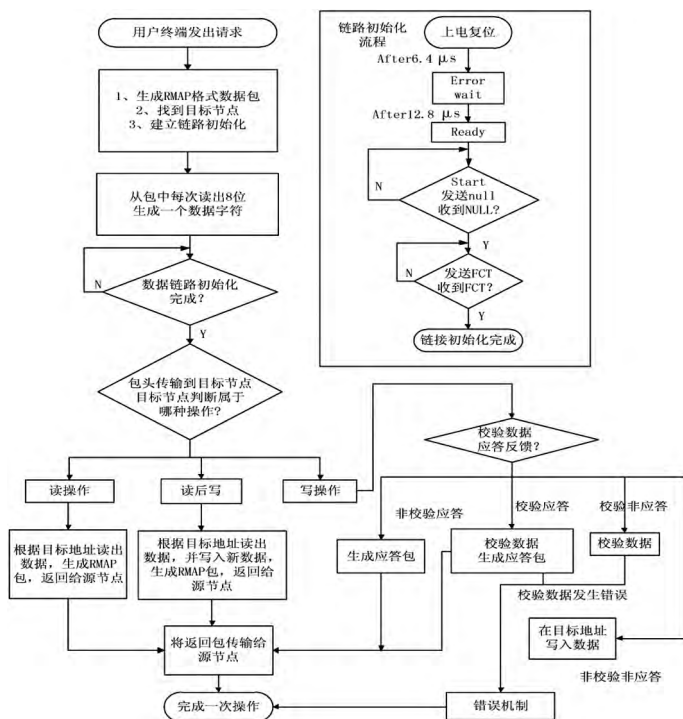 用户终端发出请求
1、生成RMAP格式数据包
2、找到目标节点
3、建立链路初始化
从包中每次读出8位
生成一个数据字符
N
数据链路初始化
完成?
Y
包头传输到目标节点
目标节点判断属于
哪种操作?
链路初始化
流程
上电复位
After6.4 μs
Error
wait
After12.8 μs
Ready
N
Start
发送null
收到NULL?
Y
N
发送FCT
收到FCT?
Y
链接初始化完成
校验数据
应答反馈?
读操作
读后写
写操作
非校验应答
校验应答
校验非应答
根据目标地址读出
数据，生成RMAP
包，返回给源节点
根据目标地址读出
数据，并写入新数据，
生成RMAP包，返回给
源节点
生成应答包
校验数据
生成应答包
校验数据
校验数据发生错误
将返回包传输给
源节点
在目标地址
写入数据
非校验非应答
完成一次操作
错误机制